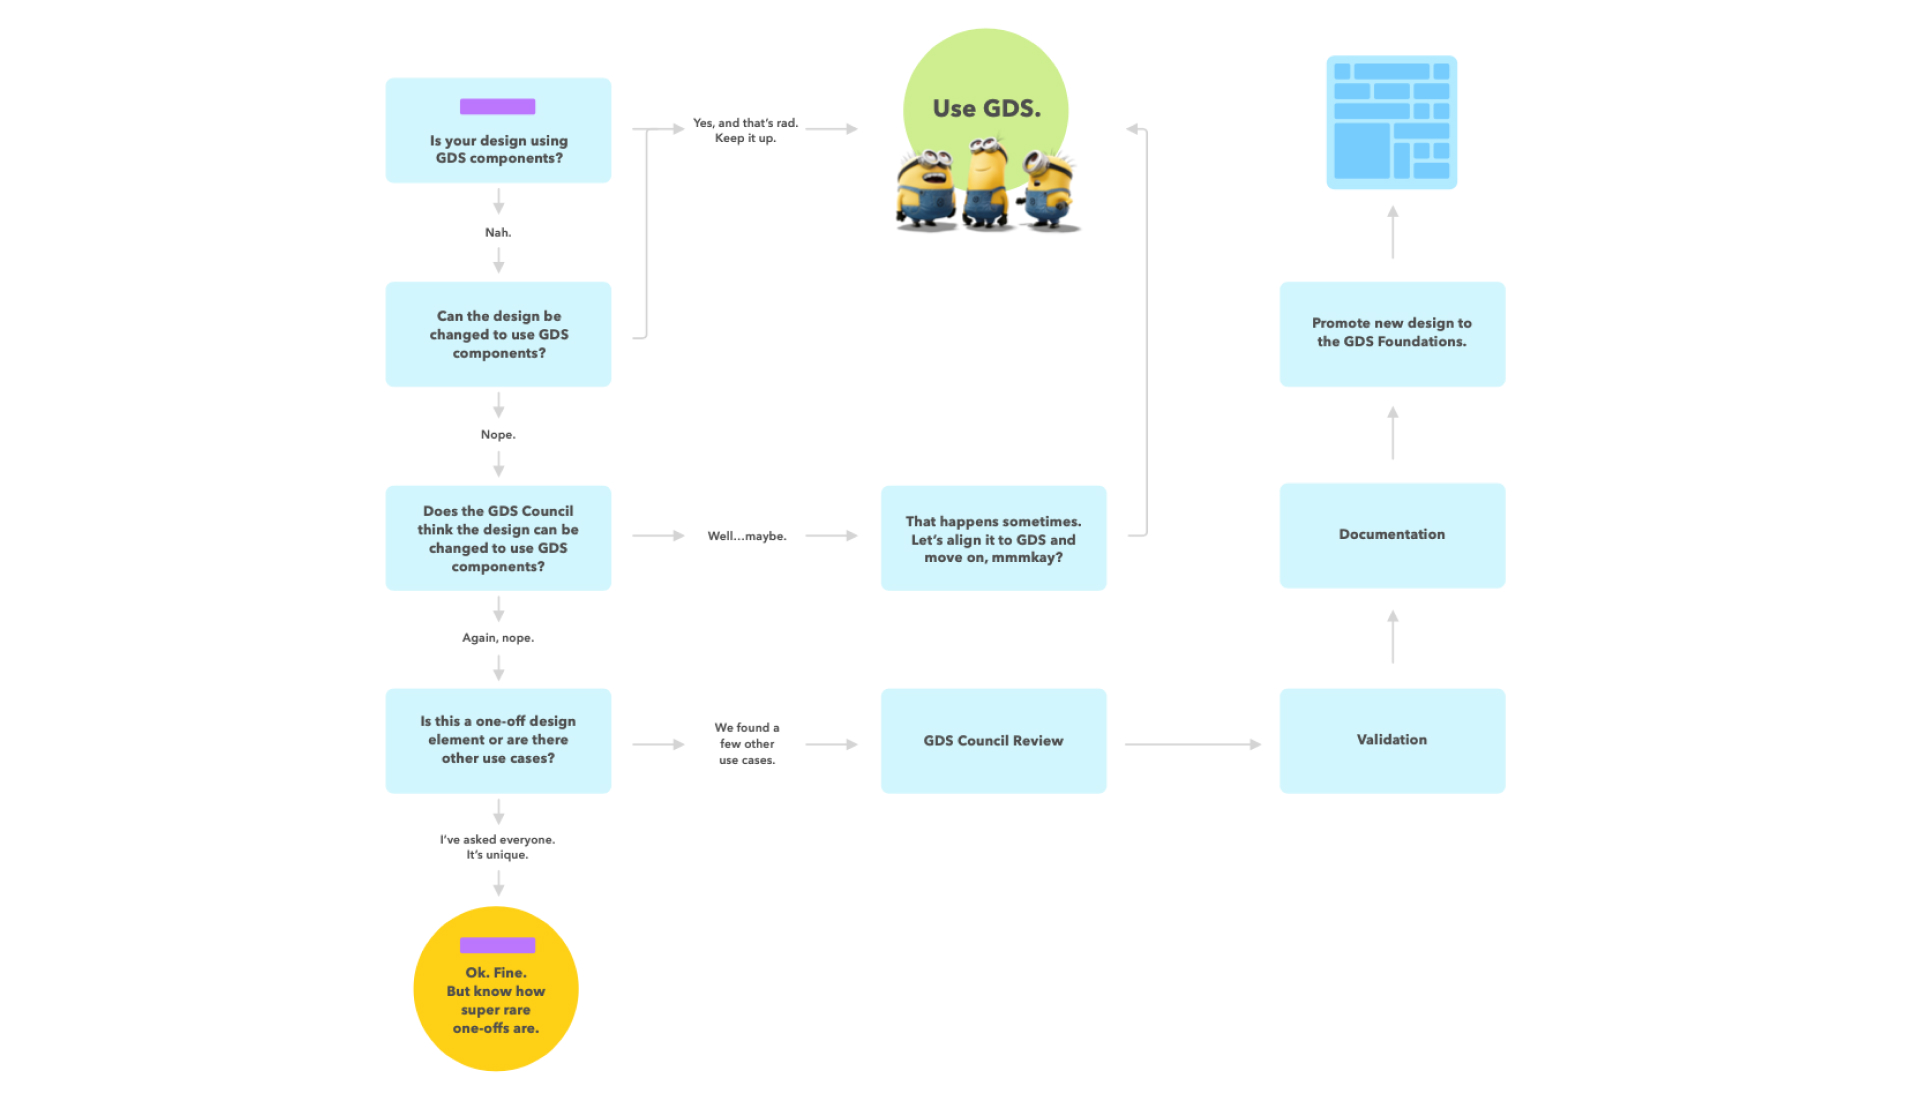 Is your design using
GDS components?
Yes, and that's rad.
Keep it up.
Use GDS.
Nah.
Can the design be
changed to use GDS
components?
Promote new design to
the GDS Foundations.
Nope.
Does the GDS Council
think the design can be
changed to use GDS
components?
Well...maybe.
That happens sometimes.
Let's align it to GDS and
move on, mmmkay?
Documentation
Again, nope.
Is this a one-off design
element or are there
other use cases?
We found a
few other
use cases.
GDS Council Review
Validation
I've asked everyone.
It's unique.
Ok. Fine.
But know how
super rare
one-offs are.